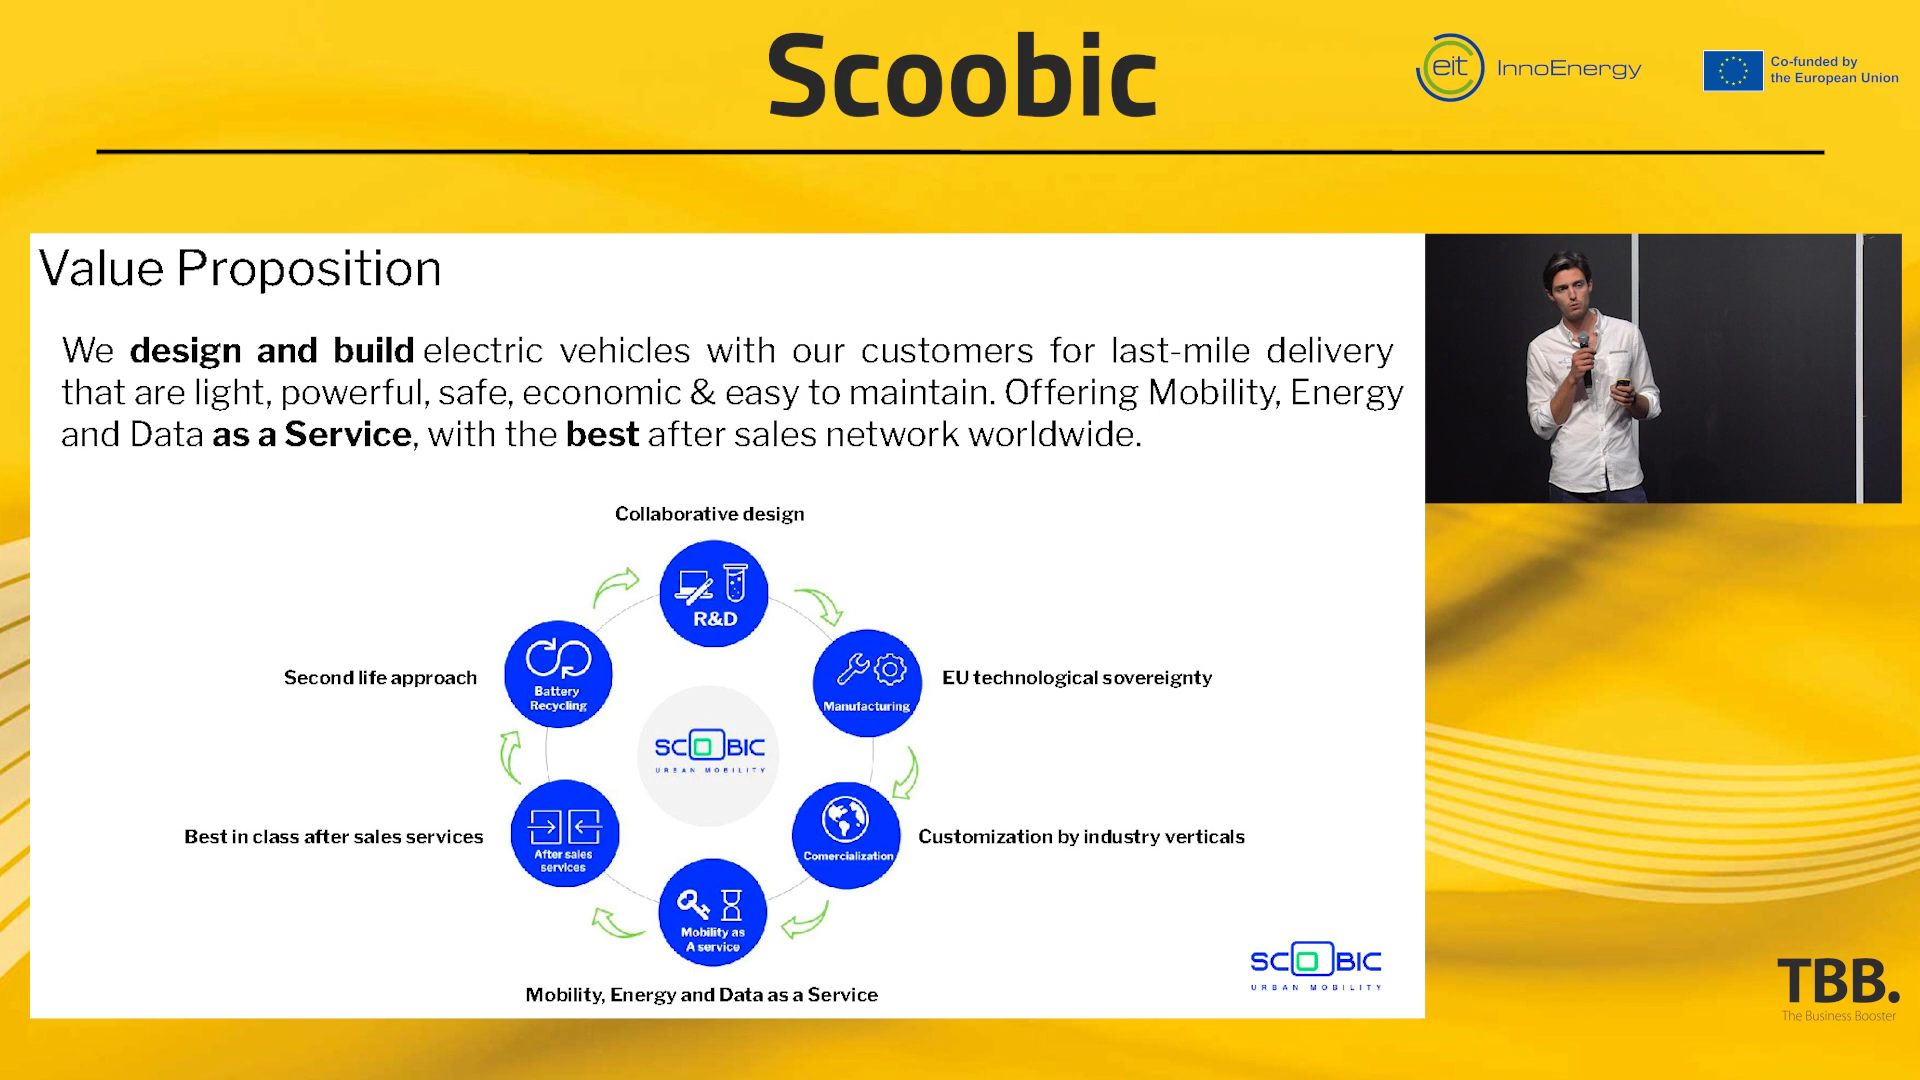 Scoobic
eit InnoEnergy
Co-funded by
the European Union
Value Proposition
We design and build electric vehicles with our customers for last-mile delivery
that are light, powerful, safe, economic & easy to maintain. Offering Mobility, Energy
and Data as a Service, with the best after sales network worldwide.
Collaborative design
R&D
Second life approach
Battery
Recycling
Manufacturing
EU technological sovereignty
SCOBIC
URBAN MOBILITY
Best in class after sales services
After sales
services
Comercialization
Customization by industry verticals
Mobility as
A service
Mobility, Energy and Data as a Service
SCOBIC
URBAN MOBILITY
TBB.
The Business Booster